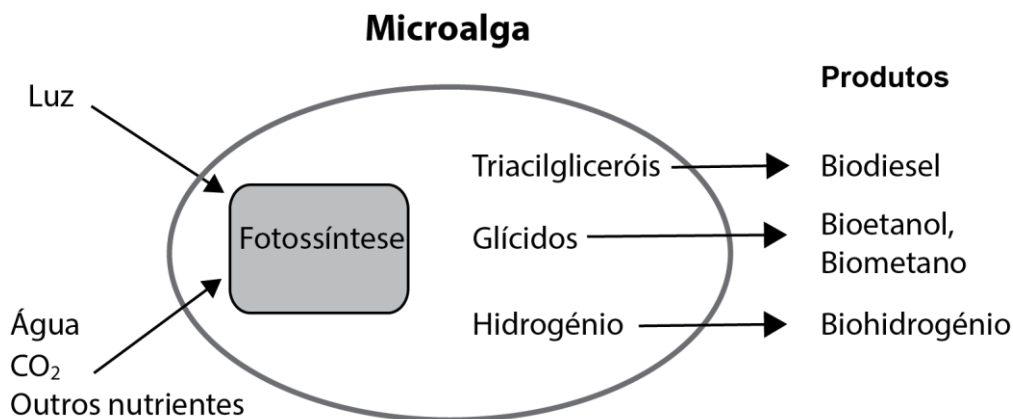 Microalga
Produtos
Luz
Triacilgliceróis
Biodiesel
Fotossíntese
Glícidos
Bioetanol,
Biometano
Água
CO₂
Outros nutrientes
Hidrogénio
Biohidrogénio